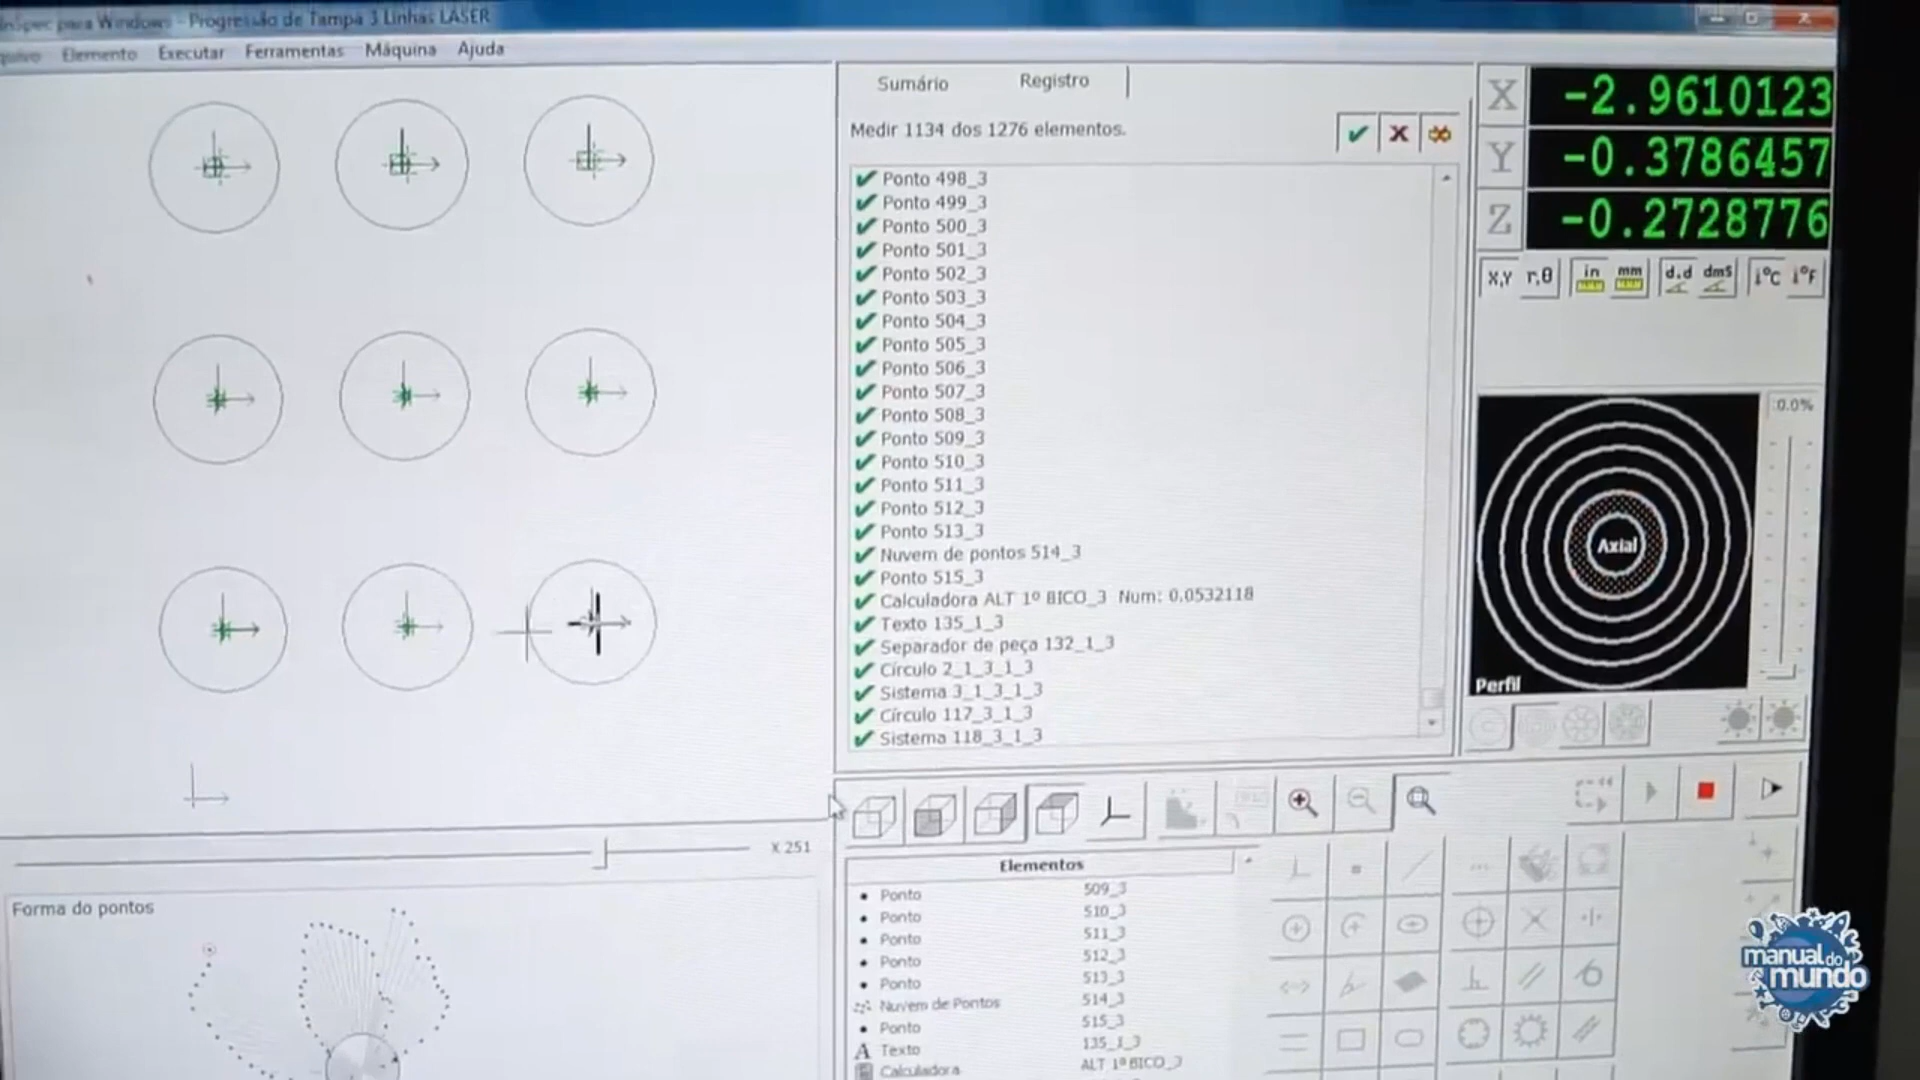 para Windows - Progressão de Tampa 3 Linhas LASER
Elemento Executar Ferramentas Máquina Ajuda
Sumário Registro
Medir 1134 dos 1276 elementos.
Ponto 498_3
Ponto 499_3
Ponto 500_3
Ponto 501_3
Ponto 502_3
Ponto 503_3
Ponto 504_3
Ponto 505_3
Ponto 506_3
Ponto 507_3
Ponto 508_3
Ponto 509_3
Ponto 510_3
Ponto 511_3
Ponto 512_3
Ponto 513_3
Nuvem de pontos 514_3
Ponto 515_3
Calculadora ALT 1º BICO_3 Num: 0.0532118
Texto 135_1_3
Separador de peça 132_1_3
Círculo 2_1_3_1_3
Sistema 3_1_3_1_3
Círculo 117_3_1_3
Sistema 118_3_1_3
X -2.9610123
Y -0.3786457
Z -0.2728776
X,Y r,θ in mm d.d dms °C °F
0.0%
Axial
Perfil
X 251
Forma do pontos
Elementos
Ponto 509_3
Ponto 510_3
Ponto 511_3
Ponto 512_3
Ponto 513_3
Nuvem de Pontos 514_3
Ponto 515_3
A Texto 135_1_3
Calculadora ALT 1º BICO_3
manual do mundo